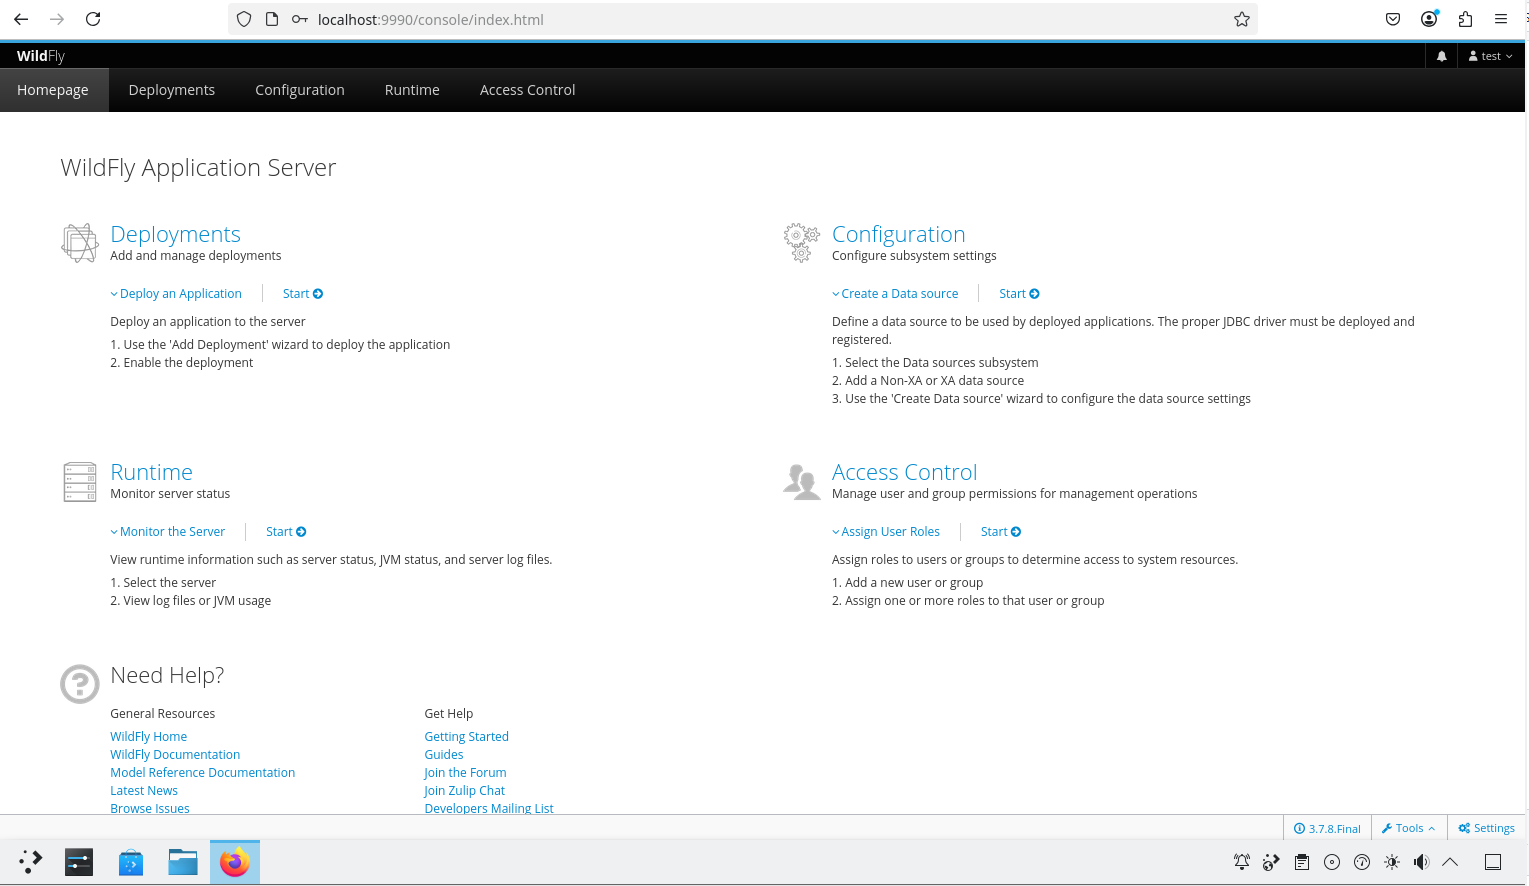 localhost:9990/console/index.html
WildFly
test
Homepage
Deployments
Configuration
Runtime
Access Control
WildFly Application Server
Deployments
Add and manage deployments
Deploy an Application
Start
Deploy an application to the server
1. Use the 'Add Deployment' wizard to deploy the application
2. Enable the deployment
Configuration
Configure subsystem settings
Create a Data source
Start
Define a data source to be used by deployed applications. The proper JDBC driver must be deployed and
registered.
1. Select the Data sources subsystem
2. Add a Non-XA or XA data source
3. Use the 'Create Data source' wizard to configure the data source settings
Runtime
Monitor server status
Monitor the Server
Start
View runtime information such as server status, JVM status, and server log files.
1. Select the server
2. View log files or JVM usage
Access Control
Manage user and group permissions for management operations
Assign User Roles
Start
Assign roles to users or groups to determine access to system resources.
1. Add a new user or group
2. Assign one or more roles to that user or group
Need Help?
General Resources
WildFly Home
WildFly Documentation
Model Reference Documentation
Latest News
Browse Issues
Get Help
Getting Started
Guides
Join the Forum
Join Zulip Chat
Developers Mailing List
3.7.8.Final
Tools
Settings